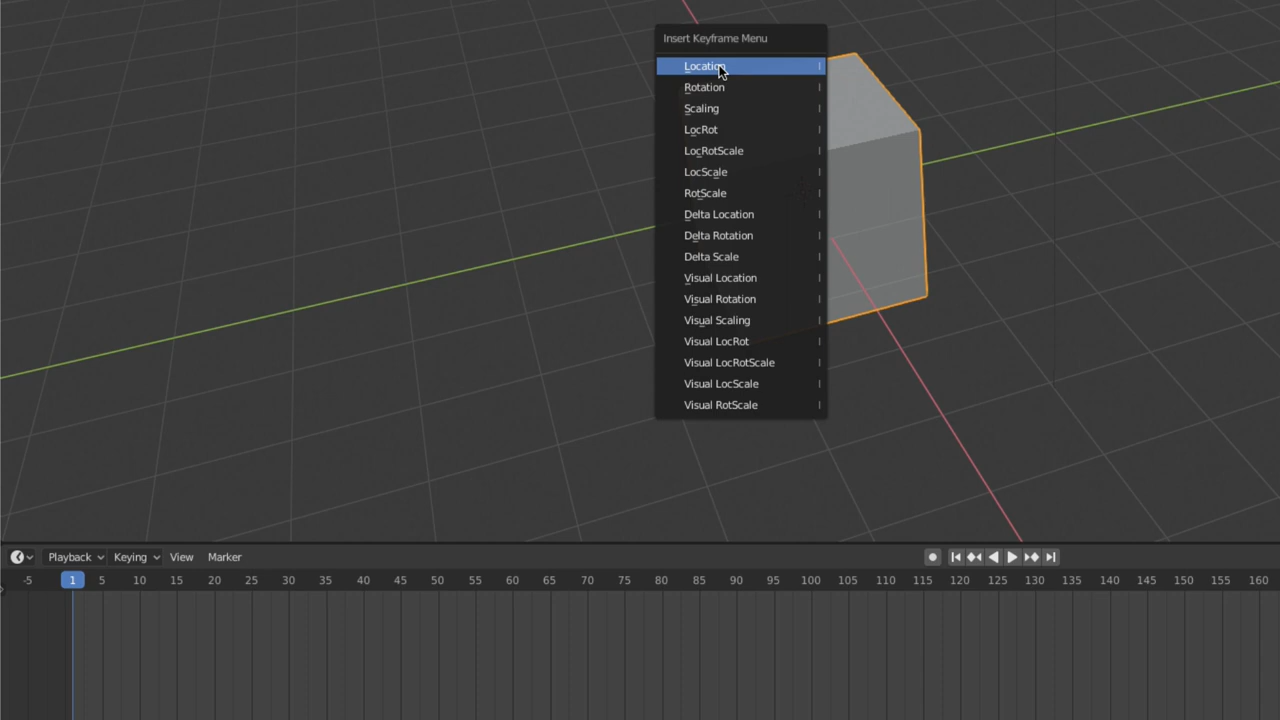 Insert Keyframe Menu
Location I
Rotation I
Scaling I
LocRot I
LocRotScale I
LocScale I
RotScale I
Delta Location I
Delta Rotation I
Delta Scale I
Visual Location I
Visual Rotation I
Visual Scaling I
Visual LocRot I
Visual LocRotScale I
Visual LocScale I
Visual RotScale I
Playback Keying View Marker
-5 1 5 10 15 20 25 30 35 40 45 50 55 60 65 70 75 80 85 90 95 100 105 110 115 120 125 130 135 140 145 150 155 160